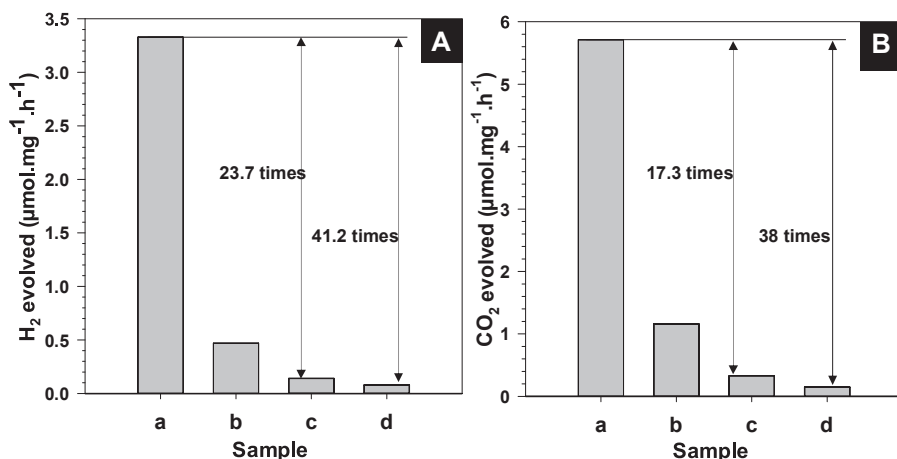 A
H2 evolved (µmol.mg-1.h-1)
3.5
3.0
2.5
2.0
1.5
1.0
0.5
0.0
23.7 times
41.2 times
a b c d
Sample
B
CO2 evolved (µmol.mg-1.h-1)
6
5
4
3
2
1
0
17.3 times
38 times
a b c d
Sample